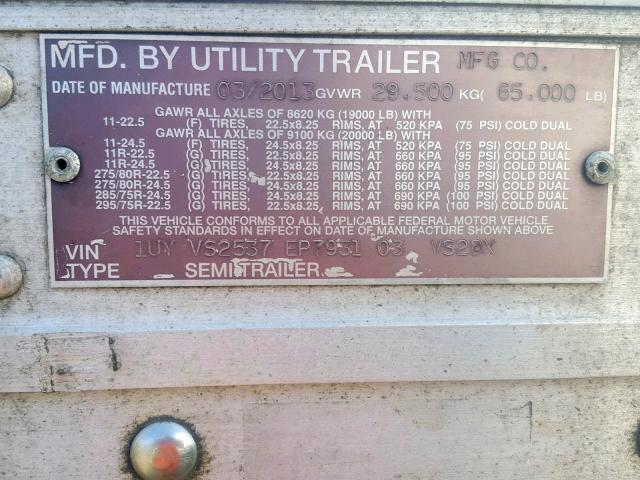 MFD. BY UTILITY TRAILER MFG CO.
DATE OF MANUFACTURE 03/2013 GVWR 29.500 KG( 65.000 LB)
GAWR ALL AXLES OF 8620 KG (19000 LB) WITH
11-22.5 (F) TIRES, 22.5x8.25 RIMS, AT 520 KPA (75 PSI) COLD DUAL
GAWR ALL AXLES OF 9100 KG (20000 LB) WITH
11-24.5 (F) TIRES, 24.5x8.25 RIMS, AT 520 KPA (75 PSI) COLD DUAL
11R-22.5 (G) TIRES, 22.5x8.25 RIMS, AT 660 KPA (95 PSI) COLD DUAL
11R-24.5 (G) TIRES, 24.5x8.25 RIMS, AT 660 KPA (95 PSI) COLD DUAL
275/80R-22.5 (G) TIRES, 22.5x8.25 RIMS, AT 660 KPA (95 PSI) COLD DUAL
275/80R-24.5 (G) TIRES, 24.5x8.25 RIMS, AT 660 KPA (95 PSI) COLD DUAL
285/75R-24.5 (G) TIRES, 24.5x8.25 RIMS, AT 690 KPA (100 PSI) COLD DUAL
295/75R-22.5 (G) TIRES, 22.5x8.25 RIMS, AT 690 KPA (100 PSI) COLD DUAL
THIS VEHICLE CONFORMS TO ALL APPLICABLE FEDERAL MOTOR VEHICLE
SAFETY STANDARDS IN EFFECT ON DATE OF MANUFACTURE SHOWN ABOVE
VIN 1UY VS2537 EP7931 03 VS2DX
TYPE SEMITRAILER